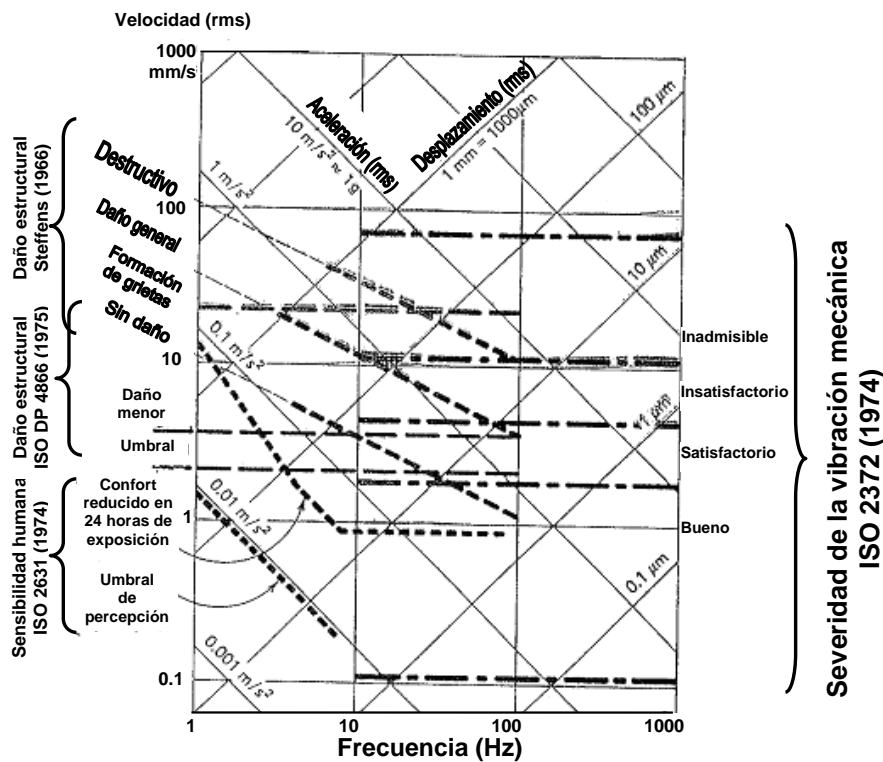 Velocidad (rms)
1000
mm/s
100
10
1
0.1
1
10
100
1000
Frecuencia (Hz)
Aceleración (rms)
10 m/s² ≈ 1g
Desplazamiento (rms)
1 mm = 1000μm
100 μm
10 μm
1 μm
0.1 μm
1 m/s²
0.1 m/s²
0.01 m/s²
0.001 m/s²
Daño estructural
Steffens (1966)
Destructivo
Daño general
Formación
de grietas
Sin daño
Daño estructural
ISO DP 4866 (1975)
Daño
menor
Umbral
Sensibilidad humana
ISO 2631 (1974)
Confort
reducido en
24 horas de
exposición
Umbral
de
percepción
Inadmisible
Insatisfactorio
Satisfactorio
Bueno
Severidad de la vibración mecánica
ISO 2372 (1974)